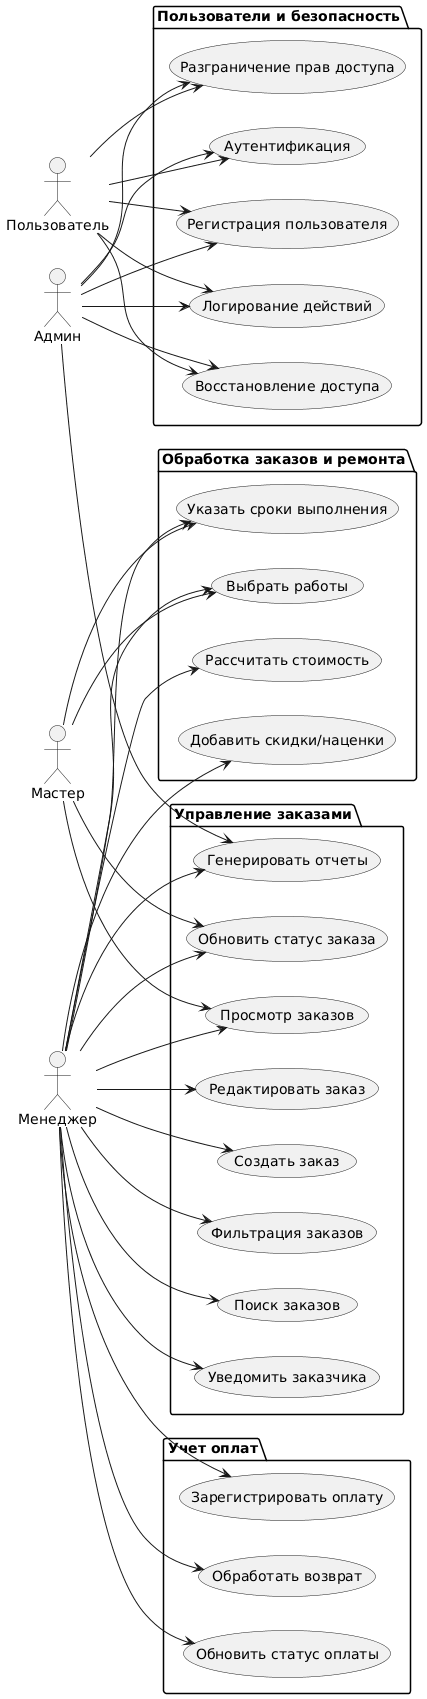 Пользователи и безопасность
Разграничение прав доступа
Аутентификация
Пользователь
Регистрация пользователя
Админ
Логирование действий
Восстановление доступа
Обработка заказов и ремонта
Указать сроки выполнения
Выбрать работы
Рассчитать стоимость
Добавить скидки/наценки
Мастер
Управление заказами
Генерировать отчеты
Обновить статус заказа
Просмотр заказов
Редактировать заказ
Менеджер
Создать заказ
Фильтрация заказов
Поиск заказов
Уведомить заказчика
Учет оплат
Зарегистрировать оплату
Обработать возврат
Обновить статус оплаты